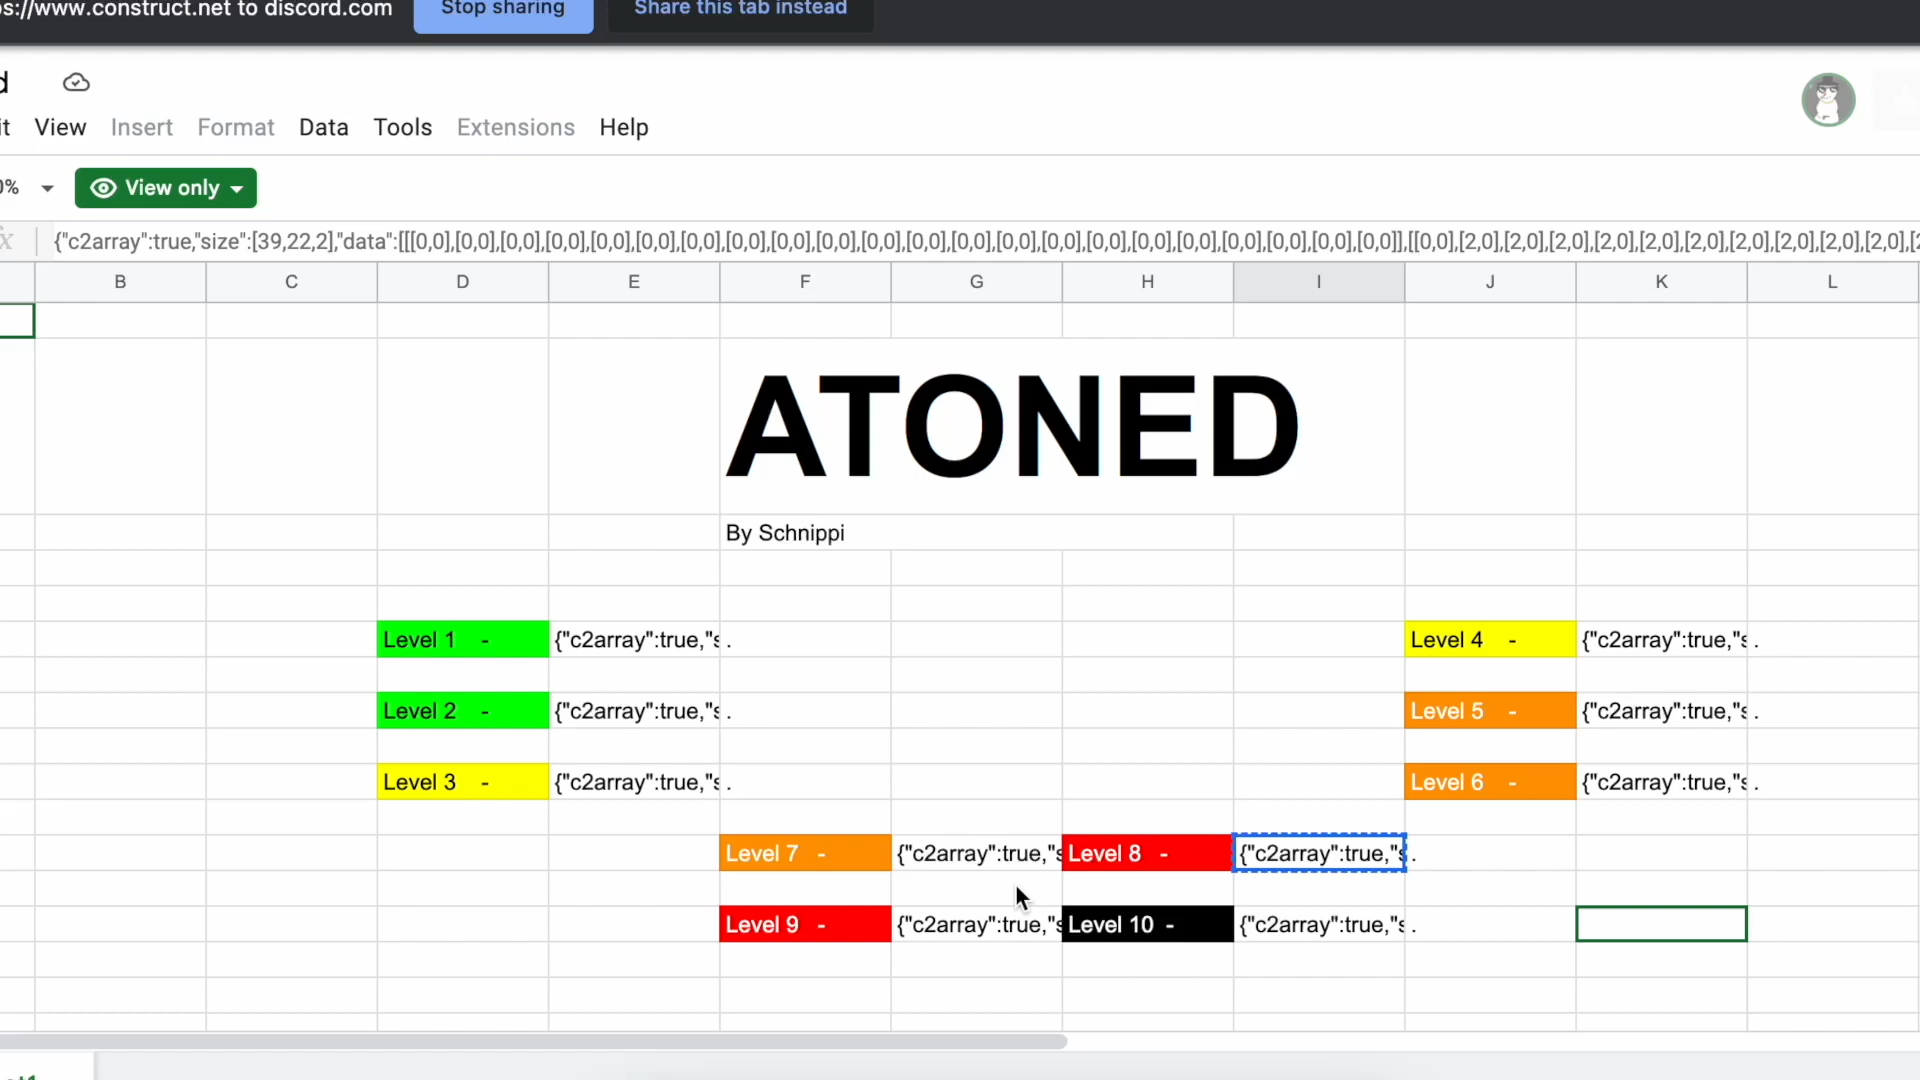 s://www.construct.net to discord.com Stop sharing Share this tab instead
d
it View Insert Format Data Tools Extensions Help
0% View only
{"c2array":true,"size":[39,22,2],"data":[[[0,0],[0,0],[0,0],[0,0],[0,0],[0,0],[0,0],[0,0],[0,0],[0,0],[0,0],[0,0],[0,0],[0,0],[0,0],[0,0],[0,0],[0,0],[0,0],[0,0],[0,0],[0,0]],[[0,0],[2,0],[2,0],[2,0],[2,0],[2,0],[2,0],[2,0],[2,0],[2,0],[2,0],[2
B C D E F G H I J K L
ATONED
By Schnippi
Level 1 - {"c2array":true,"s . Level 4 - {"c2array":true,"s .
Level 2 - {"c2array":true,"s . Level 5 - {"c2array":true,"s .
Level 3 - {"c2array":true,"s . Level 6 - {"c2array":true,"s .
Level 7 - {"c2array":true,"s Level 8 - {"c2array":true,"s .
Level 9 - {"c2array":true,"s Level 10 - {"c2array":true,"s .